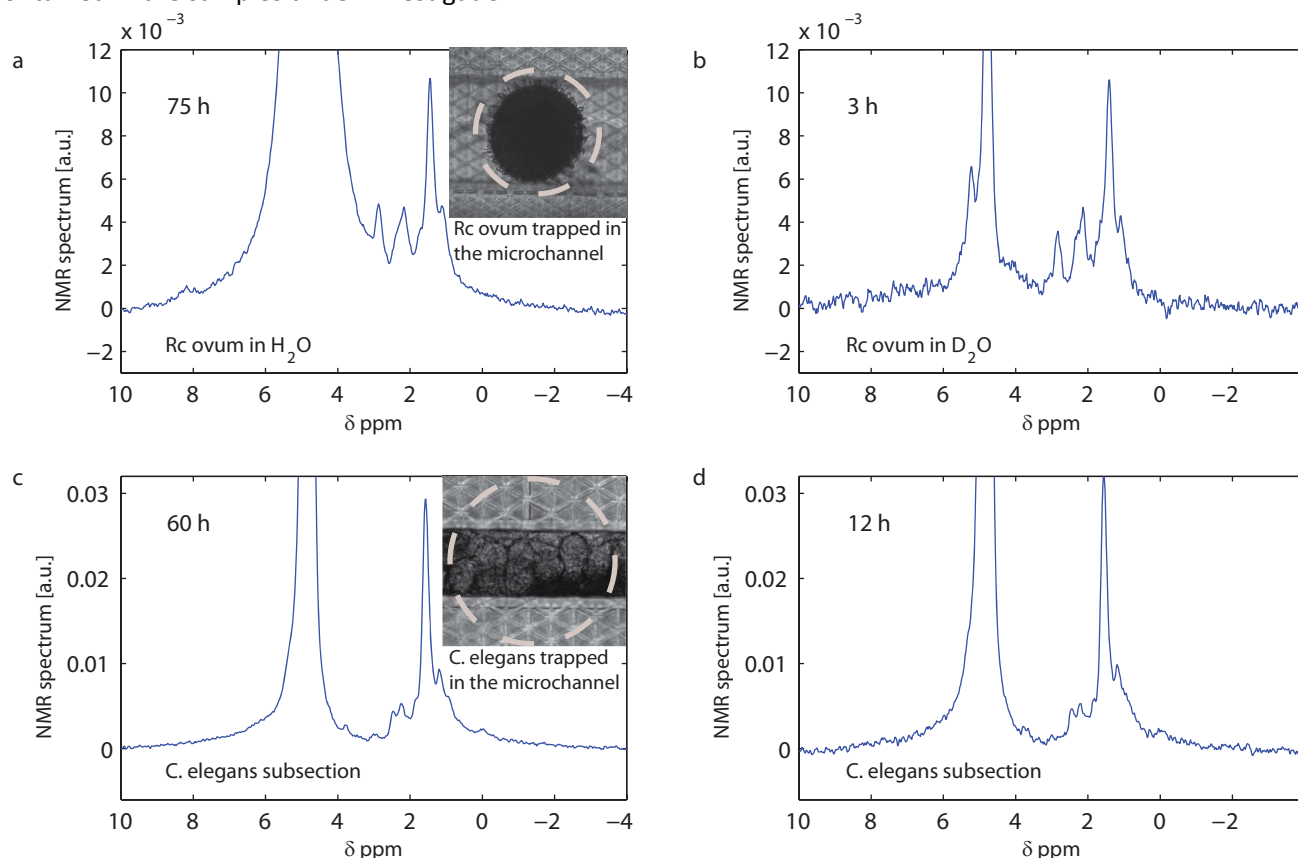 x 10 −3
a
12
10
8
6
4
2
0
−2
NMR spectrum [a.u.]
75 h
Rc ovum trapped in
the microchannel
Rc ovum in H2O
10 8 6 4 2 0 −2 −4
δ ppm
x 10 −3
b
12
10
8
6
4
2
0
−2
NMR spectrum [a.u.]
3 h
Rc ovum in D2O
10 8 6 4 2 0 −2
δ ppm
c
0.03
0.02
0.01
0
NMR spectrum [a.u.]
60 h
C. elegans trapped
in the microchannel
C. elegans subsection
10 8 6 4 2 0 −2 −4
δ ppm
d
0.03
0.02
0.01
0
NMR spectrum [a.u.]
12 h
C. elegans subsection
10 8 6 4 2 0 −2
δ ppm